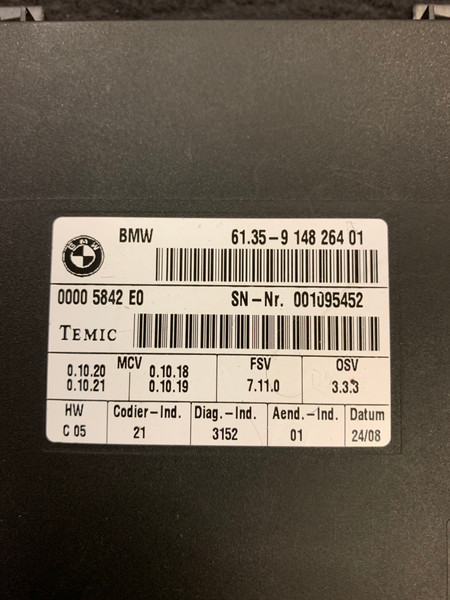 BMW 61.35-9 148 264 01
BMW
0000 5842 E0 SN-Nr. 001095452
TEMIC
MCV FSV OSV
0.10.20 0.10.18 7.11.0 3.3.3
0.10.21 0.10.19
HW Codier-Ind. Diag.-Ind. Aend.-Ind. Datum
C 05 21 3152 01 24/08